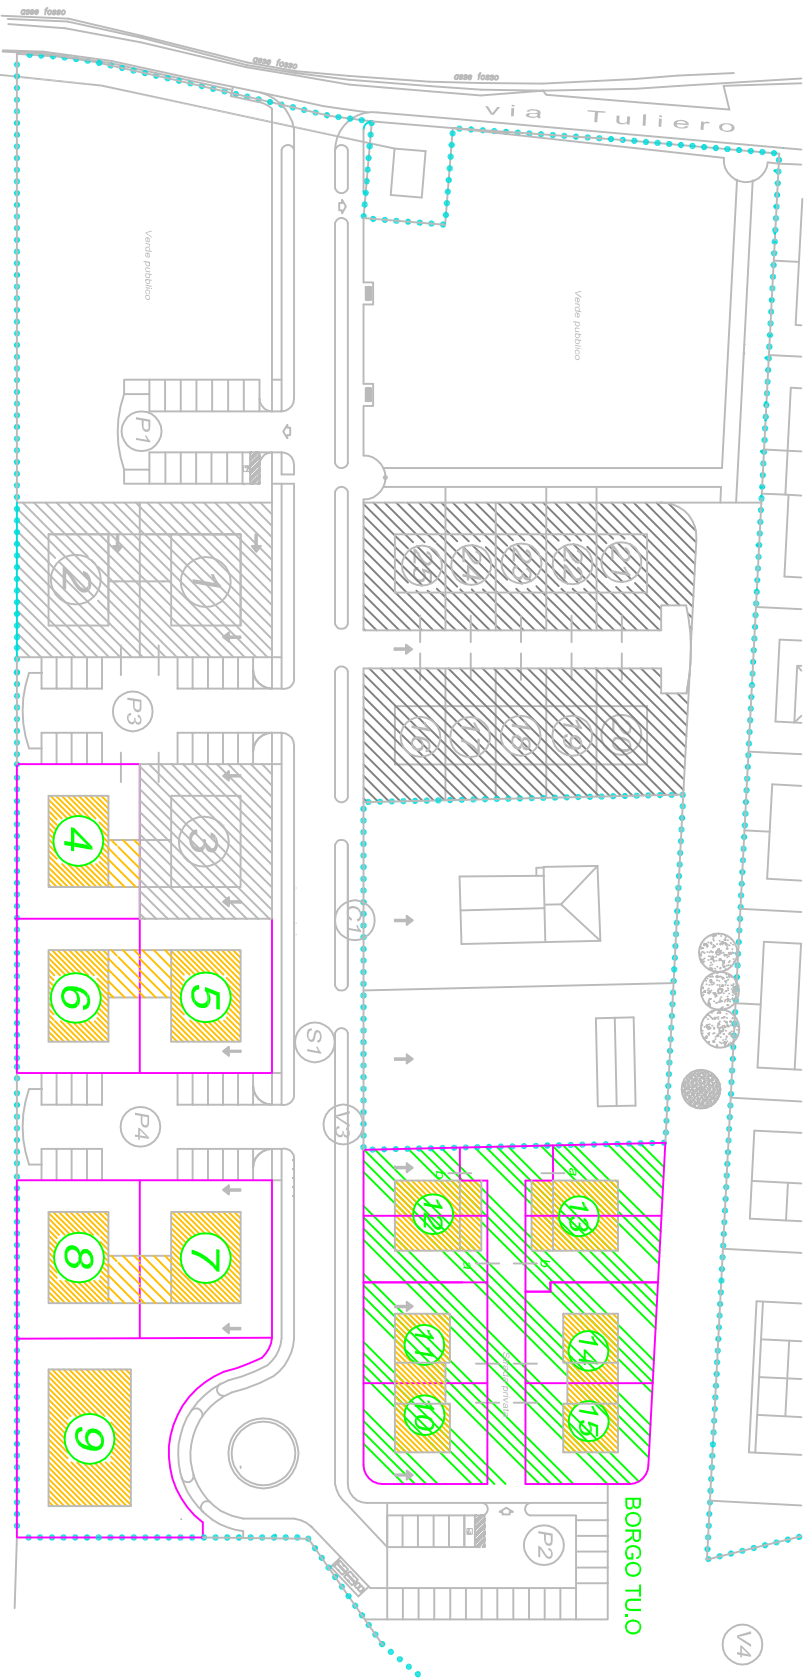 asse fosso
asse fosso
asse fosso
via Tuliero
Verde pubblico
Verde pubblico
P1
2
1
25
24
23
22
21
P3
16
17
18
19
20
4
3
C1
6
5
S1
P4
V3
b
a
12
13
a
b
8
7
11
14
Strada privata
10
15
9
P2
BORGO TU.O
V4